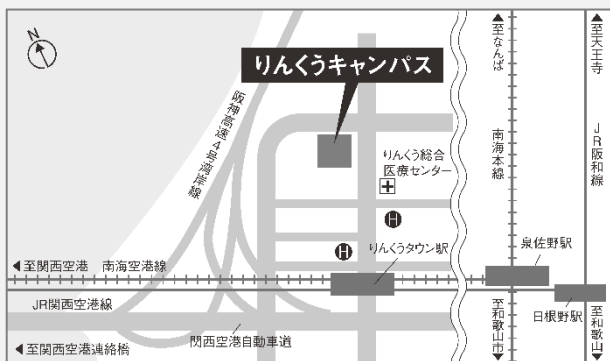 N
りんくうキャンパス
至なんば
至天王寺
阪神高速4号湾岸線
りんくう総合
医療センター
南海本線
JR阪和線
H
H
りんくうタウン駅
泉佐野駅
至関西空港 南海空港線
JR関西空港線
日根野駅
関西空港自動車道
至関西空港連絡橋
至和歌山市
至和歌山